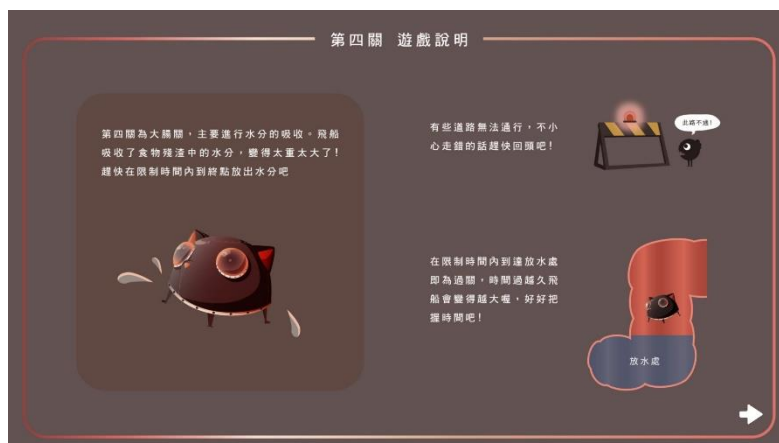 第四關 遊戲說明
第四關為大腸關，主要進行水分的吸收。飛船
吸收了食物殘渣中的水分，變得太重太大了！
趕快在限制時間內到終點放出水分吧
有些道路無法通行，不小
心走錯的話趕快回頭吧！
此路不通！
在限制時間內到達放水處
即為過關，時間過越久飛
船會變得越大喔，好好把
握時間吧！
放水處